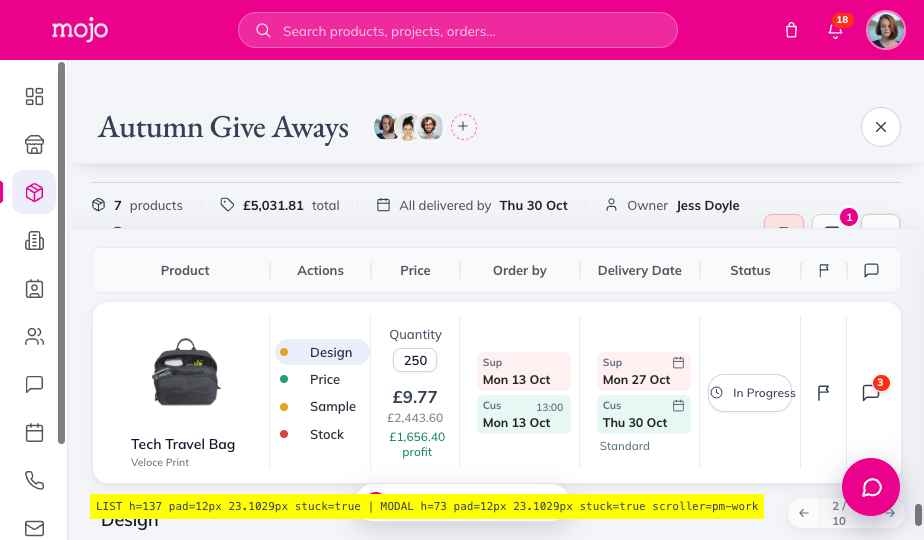 mojo
Search products, projects, orders...
18
Autumn Give Aways
7 products
£5,031.81 total
All delivered by Thu 30 Oct
Owner Jess Doyle
1
Product
Actions
Price
Order by
Delivery Date
Status
Design
Price
Sample
Stock
Quantity
250
£9.77
£2,443.60
£1,656.40
profit
Sup
Mon 13 Oct
Cus 13:00
Mon 13 Oct
Sup
Mon 27 Oct
Cus
Thu 30 Oct
Standard
In Progress
3
Tech Travel Bag
Veloce Print
LIST h=137 pad=12px 23.1029px stuck=true | MODAL h=73 pad=12px 23.1029px stuck=true scroller=pm-work
Design
2 /
10